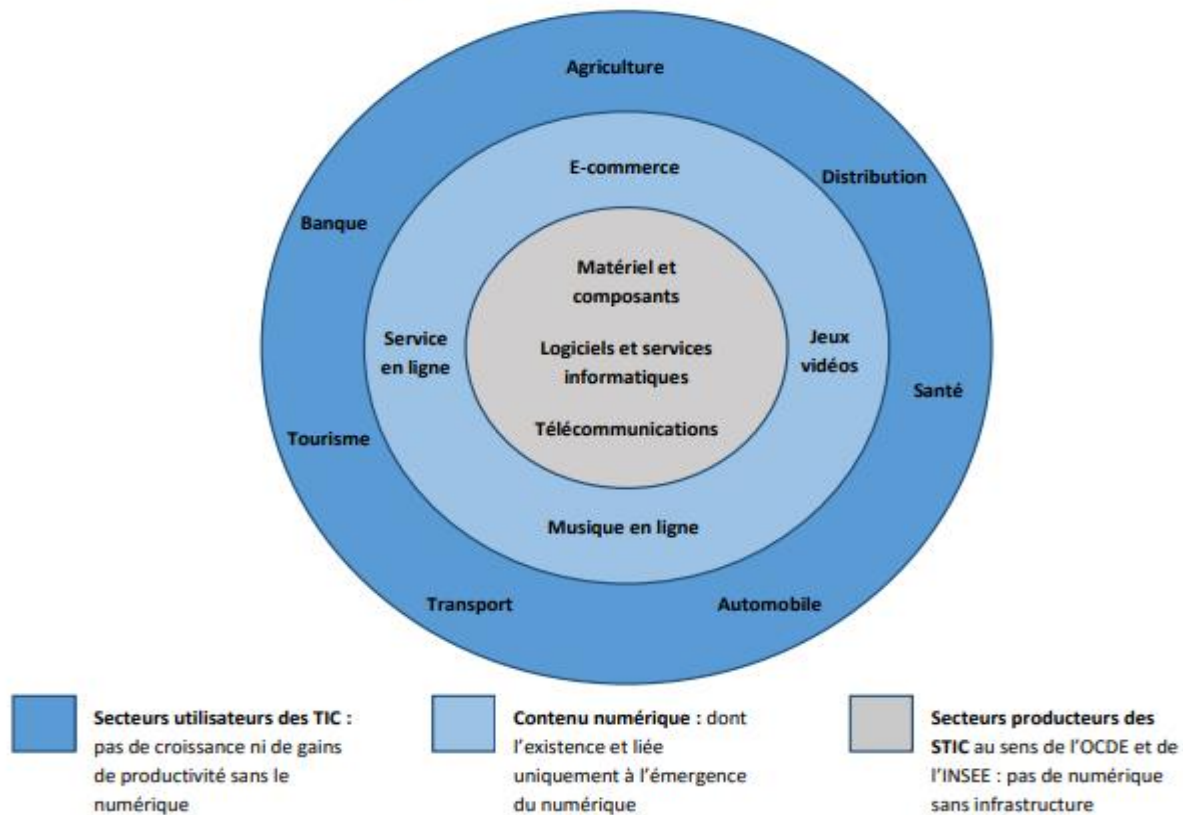 Agriculture
E-commerce
Distribution
Banque
Matériel et
composants
Service
en ligne
Logiciels et services
informatiques
Jeux
vidéos
Santé
Tourisme
Télécommunications
Musique en ligne
Transport
Automobile
Secteurs utilisateurs des TIC :
pas de croissance ni de gains
de productivité sans le
numérique
Contenu numérique : dont
l'existence et liée
uniquement à l'émergence
du numérique
Secteurs producteurs des
STIC au sens de l'OCDE et de
l'INSEE : pas de numérique
sans infrastructure